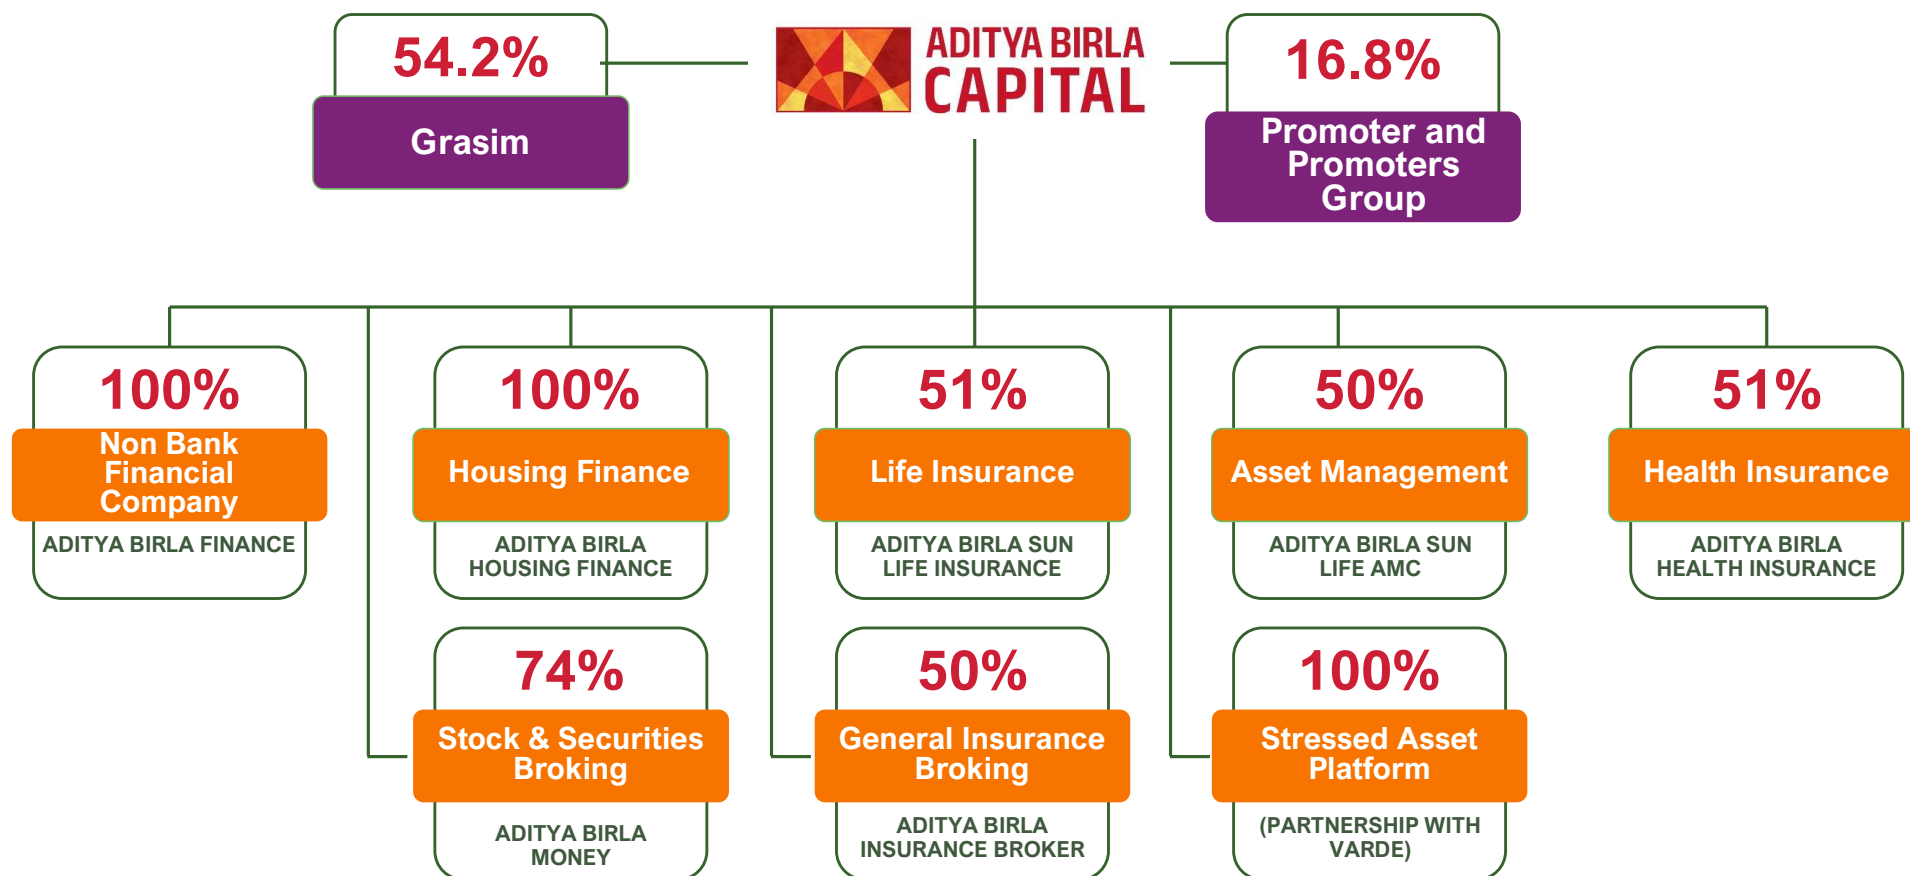 54.2%
Grasim
ADITYA BIRLA
CAPITAL
16.8%
Promoter and
Promoters
Group
100%
Non Bank
Financial
Company
ADITYA BIRLA FINANCE
100%
Housing Finance
ADITYA BIRLA
HOUSING FINANCE
51%
Life Insurance
ADITYA BIRLA SUN
LIFE INSURANCE
50%
Asset Management
ADITYA BIRLA SUN
LIFE AMC
51%
Health Insurance
ADITYA BIRLA
HEALTH INSURANCE
74%
Stock & Securities
Broking
ADITYA BIRLA
MONEY
50%
General Insurance
Broking
ADITYA BIRLA
INSURANCE BROKER
100%
Stressed Asset
Platform
(PARTNERSHIP WITH
VARDE)